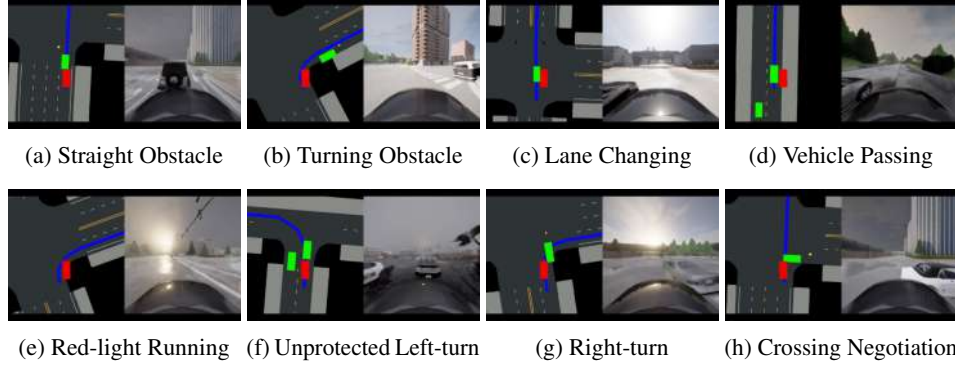 (a) Straight Obstacle
(b) Turning Obstacle
(c) Lane Changing
(d) Vehicle Passing
(e) Red-light Running
(f) Unprotected Left-turn
(g) Right-turn
(h) Crossing Negotiation